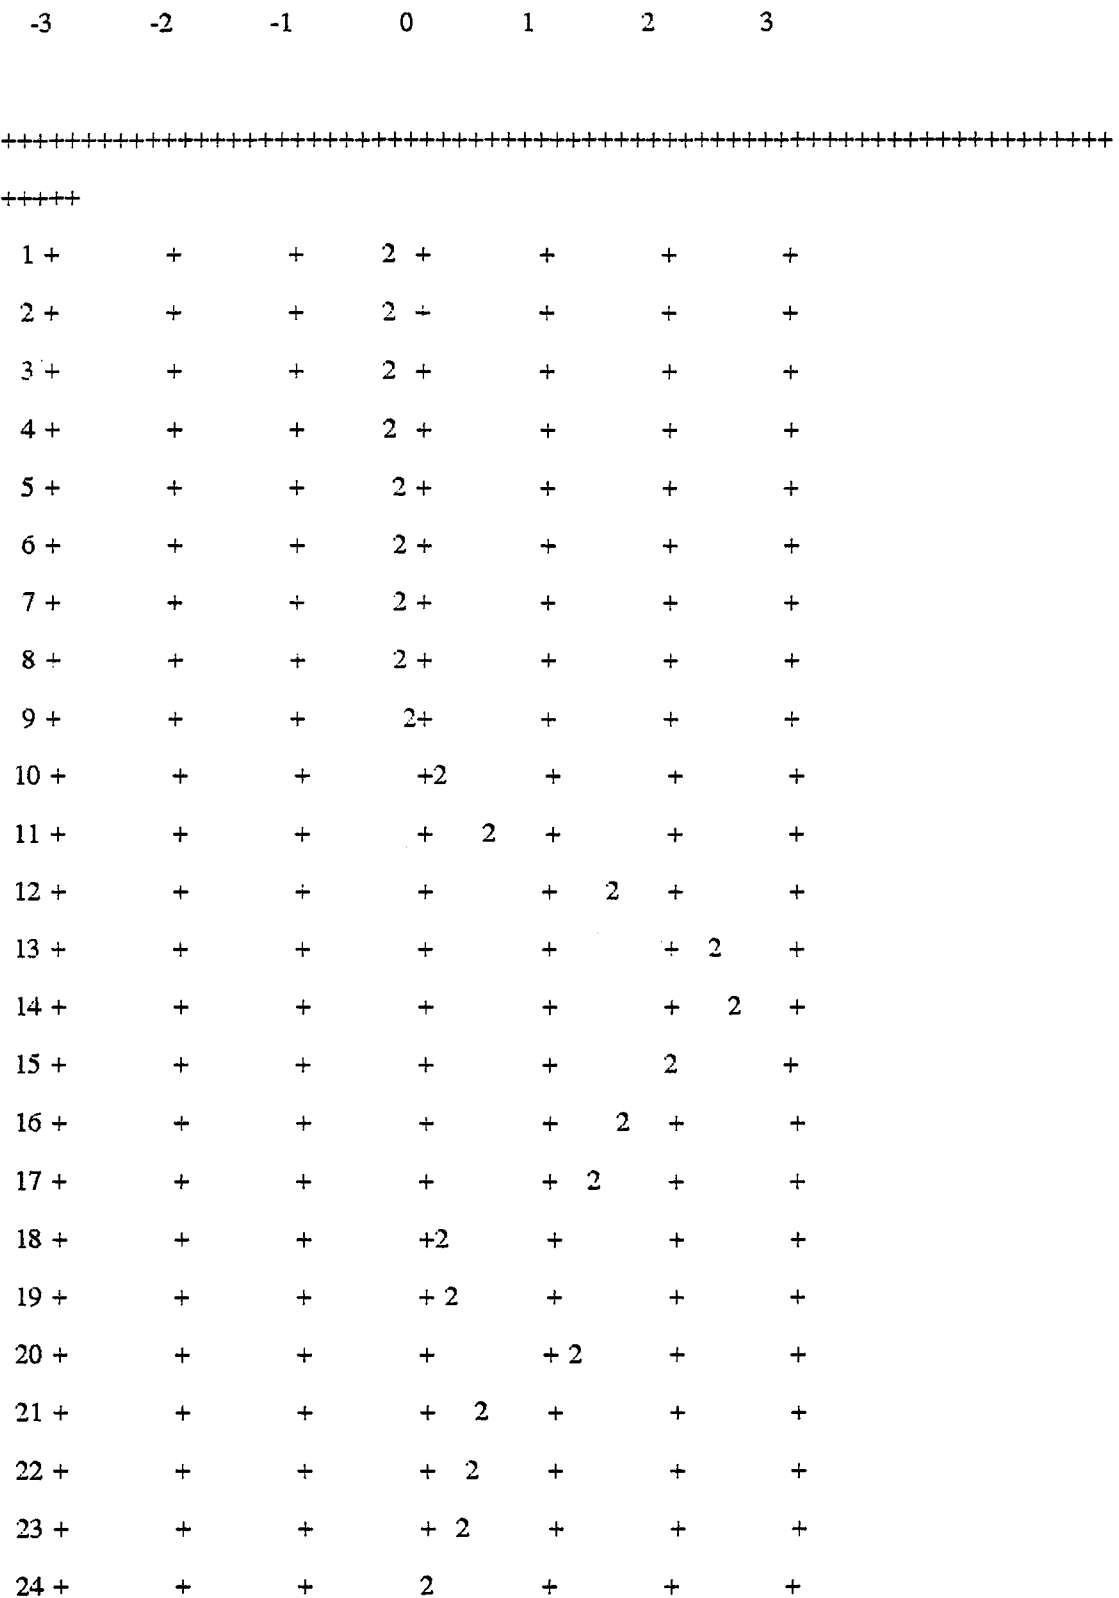 -3 -2 -1 0 1 2 3
+++++++++++++++++++++++++++++++++++++++++++++++++++++++++++++++++++++
+++++
1 + + + 2 + + + +
2 + + + 2 + + + +
3 + + + 2 + + + +
4 + + + 2 + + + +
5 + + + 2 + + + +
6 + + + 2 + + + +
7 + + + 2 + + + +
8 + + + 2 + + + +
9 + + + 2+ + + +
10 + + + +2 + + +
11 + + + + 2 + + +
12 + + + + + 2 + +
13 + + + + + + 2 +
14 + + + + + + 2 +
15 + + + + + 2 +
16 + + + + + 2 + +
17 + + + + + 2 + +
18 + + + +2 + + +
19 + + + + 2 + + +
20 + + + + + 2 + +
21 + + + + 2 + + +
22 + + + + 2 + + +
23 + + + + 2 + + +
24 + + + 2 + + +